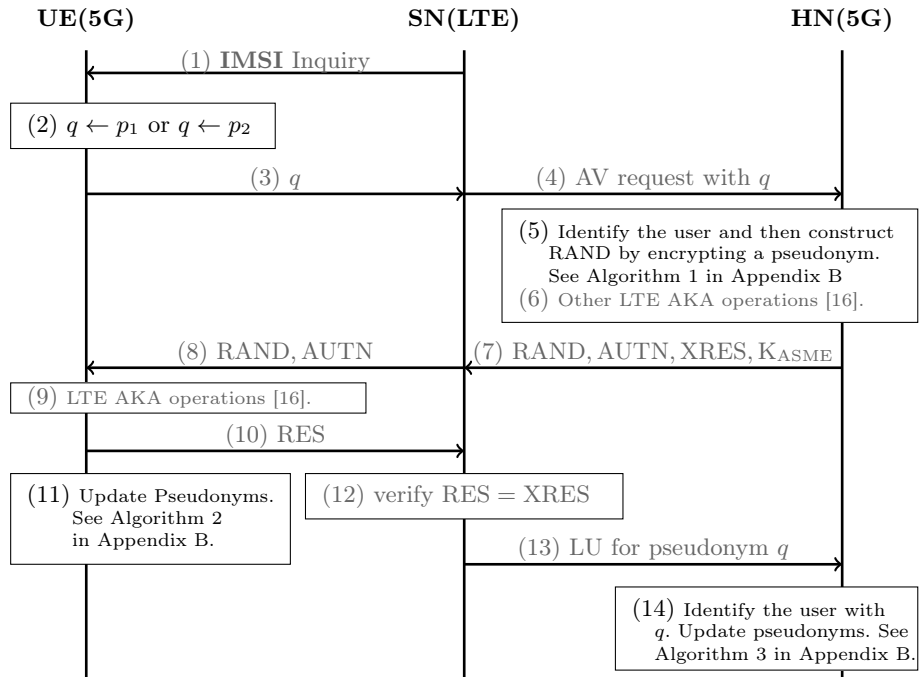 UE(5G) SN(LTE) HN(5G)
(1) IMSI Inquiry
(2) q ← p₁ or q ← p₂
(3) q
(4) AV request with q
(5) Identify the user and then construct
RAND by encrypting a pseudonym.
See Algorithm 1 in Appendix B
(6) Other LTE AKA operations [16].
(8) RAND, AUTN
(7) RAND, AUTN, XRES, K_ASME
(9) LTE AKA operations [16].
(10) RES
(11) Update Pseudonyms.
See Algorithm 2
in Appendix B.
(12) verify RES = XRES
(13) LU for pseudonym q
(14) Identify the user with
q. Update pseudonyms. See
Algorithm 3 in Appendix B.